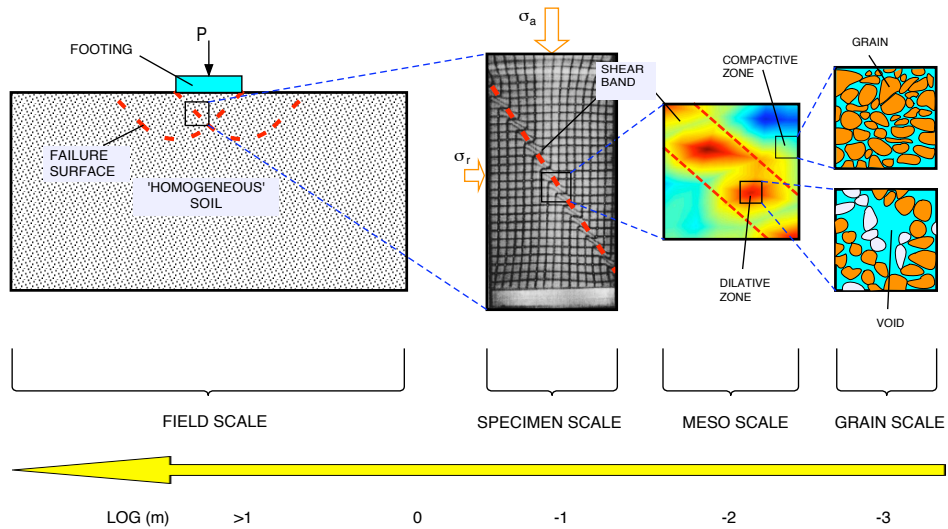 P
FOOTING
FAILURE
SURFACE
'HOMOGENEOUS'
SOIL
σa
σr
SHEAR
BAND
COMPACTIVE
ZONE
DILATIVE
ZONE
GRAIN
VOID
FIELD SCALE
SPECIMEN SCALE
MESO SCALE
GRAIN SCALE
LOG (m) >1 0 -1 -2 -3